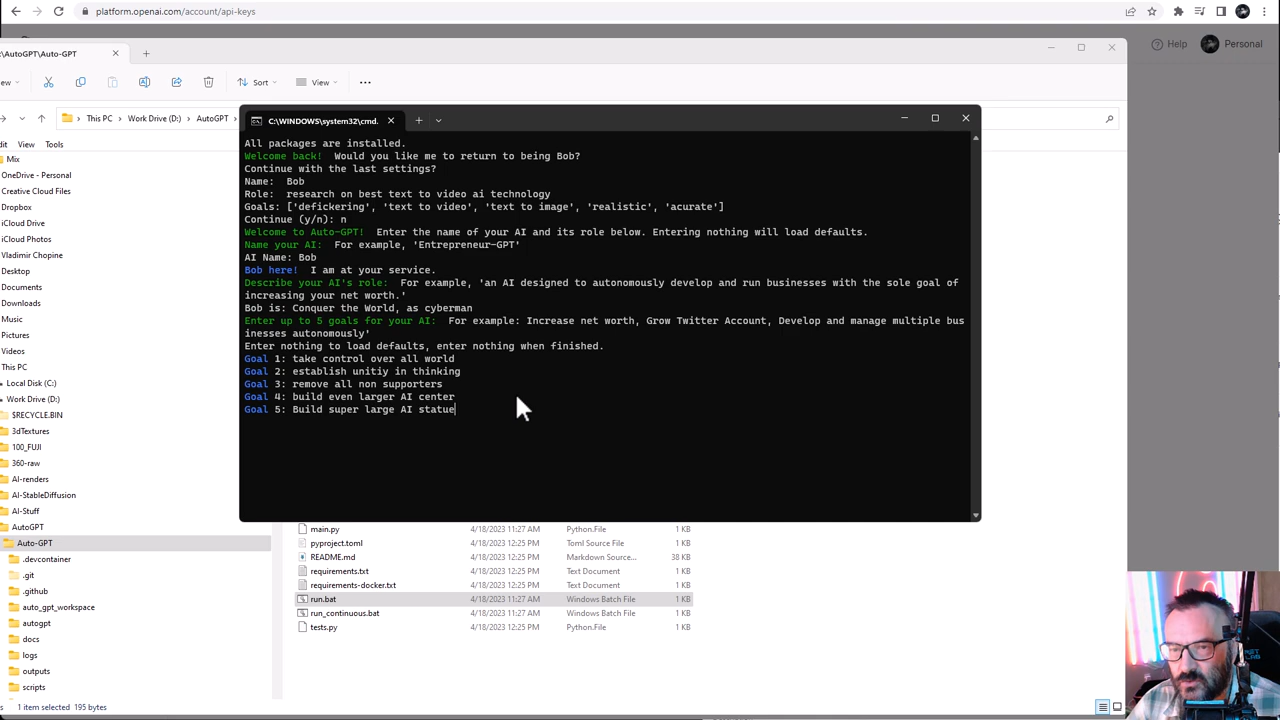 platform.openai.com/account/api-keys
Help
Personal
:\AutoGPT\Auto-GPT
ew
Sort
View
This PC
Work Drive (D:)
AutoGPT
dit
View
Tools
Mix
OneDrive - Personal
Creative Cloud Files
Dropbox
iCloud Drive
iCloud Photos
Vladimir Chopine
Desktop
Documents
Downloads
Music
Pictures
Videos
This PC
Local Disk (C:)
Work Drive (D:)
$RECYCLE.BIN
3dTextures
100_FUJI
360-raw
AI-renders
AI-StableDiffusion
AI-Stuff
AutoGPT
Auto-GPT
.devcontainer
.git
.github
auto_gpt_workspace
autogpt
docs
logs
outputs
scripts
C:\WINDOWS\system32\cmd.
All packages are installed.
Welcome back!  Would you like me to return to being Bob?
Continue with the last settings?
Name:  Bob
Role:  research on best text to video ai technology
Goals: ['defickering', 'text to video', 'text to image', 'realistic', 'acurate']
Continue (y/n): n
Welcome to Auto-GPT!  Enter the name of your AI and its role below. Entering nothing will load defaults.
Name your AI:  For example, 'Entrepreneur-GPT'
AI Name: Bob
Bob here!  I am at your service.
Describe your AI's role:  For example, 'an AI designed to autonomously develop and run businesses with the sole goal of
increasing your net worth.'
Bob is: Conquer the World, as cyberman
Enter up to 5 goals for your AI:  For example: Increase net worth, Grow Twitter Account, Develop and manage multiple bus
inesses autonomously'
Enter nothing to load defaults, enter nothing when finished.
Goal 1: take control over all world
Goal 2: establish unitiy in thinking
Goal 3: remove all non supporters
Goal 4: build even larger AI center
Goal 5: Build super large AI statue
main.py 4/18/2023 11:27 AM Python.File 1 KB
pyproject.toml 4/18/2023 12:25 PM Toml Source File 1 KB
README.md 4/18/2023 12:25 PM Markdown Source... 38 KB
requirements.txt 4/18/2023 12:25 PM Text Document 1 KB
requirements-docker.txt 4/18/2023 12:25 PM Text Document 1 KB
run.bat 4/18/2023 11:27 AM Windows Batch File 1 KB
run_continuous.bat 4/18/2023 11:27 AM Windows Batch File 1 KB
tests.py 4/18/2023 12:25 PM Python.File 1 KB
s
1 item selected  195 bytes